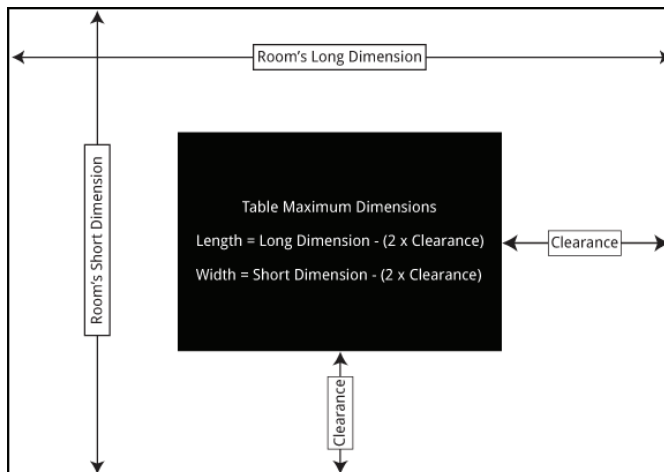 Room's Long Dimension
Room's Short Dimension
Table Maximum Dimensions
Length = Long Dimension - (2 x Clearance)
Width = Short Dimension - (2 x Clearance)
Clearance
Clearance